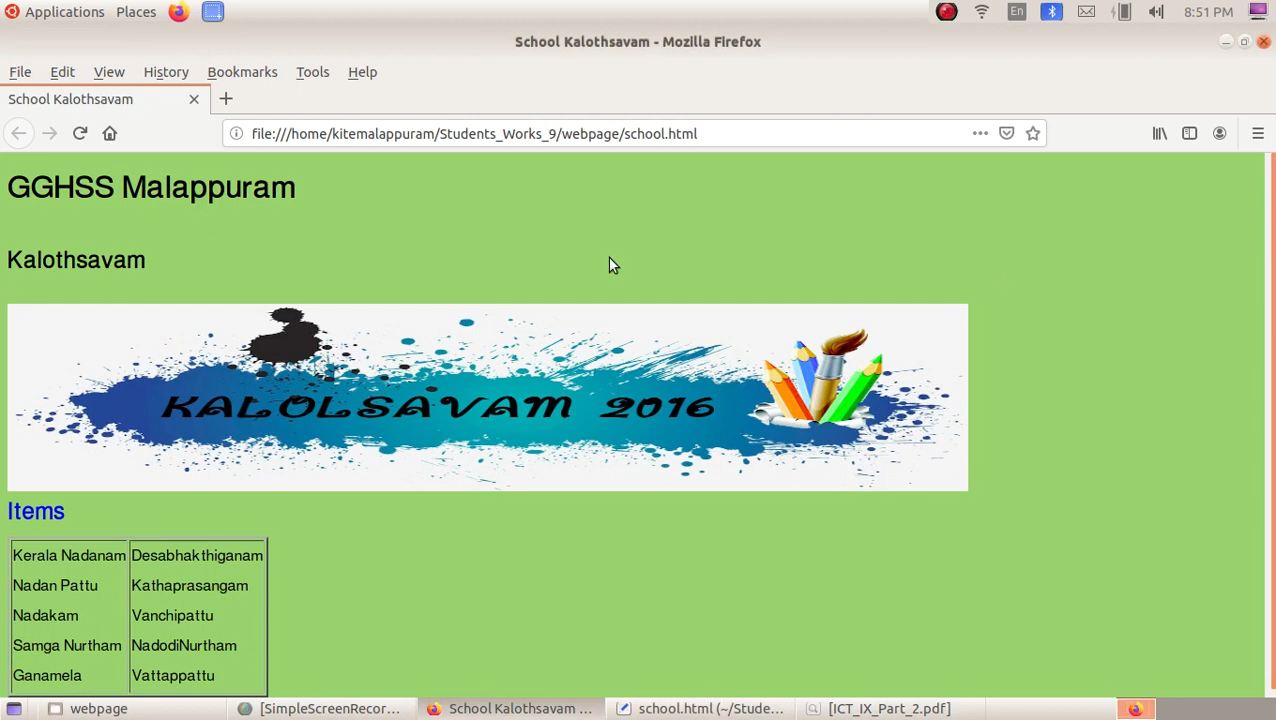 Applications Places En 8:51 PM
School Kalothsavam - Mozilla Firefox
File Edit View History Bookmarks Tools Help
School Kalothsavam
file:///home/kitemalappuram/Students_Works_9/webpage/school.html
GGHSS Malappuram
Kalothsavam
KALOLSAVAM 2016
Items
Kerala Nadanam Desabhakthiganam
Nadan Pattu Kathaprasangam
Nadakam Vanchipattu
Samga Nurtham NadodiNurtham
Ganamela Vattappattu
webpage [SimpleScreenRecor... School Kalothsavam ... school.html (~/Stude... [ICT_IX_Part_2.pdf]